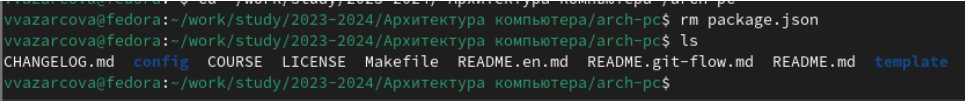 vvazarcova@fedora:~/work/study/2023-2024/Архитектура компьютера/arch-pc$ rm package.json
vvazarcova@fedora:~/work/study/2023-2024/Архитектура компьютера/arch-pc$ ls
CHANGELOG.md config COURSE LICENSE Makefile README.en.md README.git-flow.md README.md template
vvazarcova@fedora:~/work/study/2023-2024/Архитектура компьютера/arch-pc$